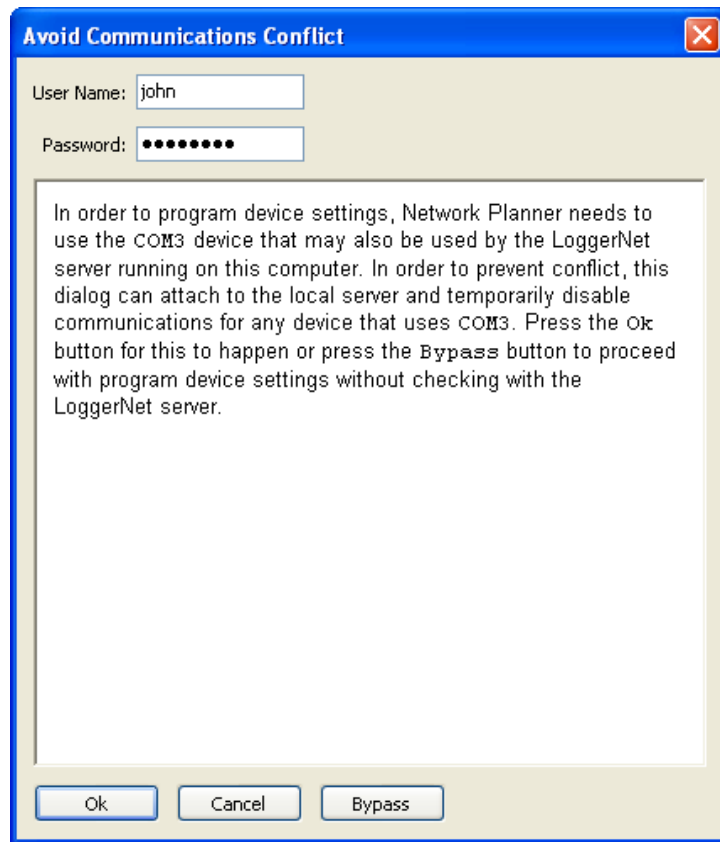 Avoid Communications Conflict
User Name: john
Password: ●●●●●●●●
In order to program device settings, Network Planner needs to
use the COM3 device that may also be used by the LoggerNet
server running on this computer. In order to prevent conflict, this
dialog can attach to the local server and temporarily disable
communications for any device that uses COM3. Press the Ok
button for this to happen or press the Bypass button to proceed
with program device settings without checking with the
LoggerNet server.
Ok Cancel Bypass